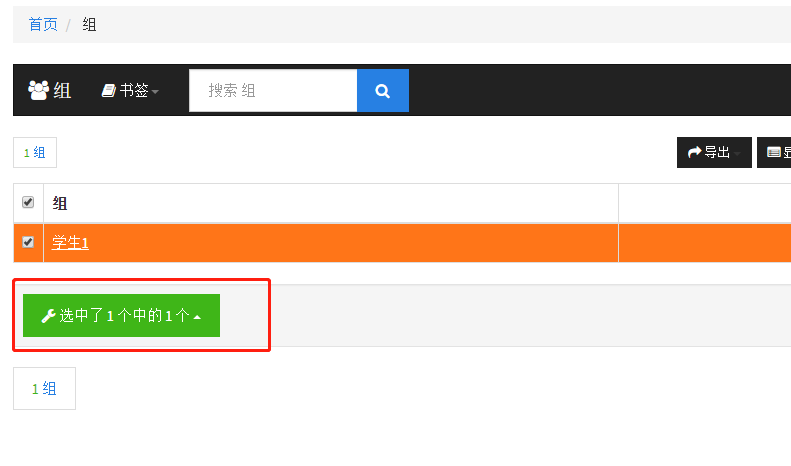 首页 / 组
组 书签 搜索 组
1 组 导出
组
学生1
选中了 1 个中的 1 个
1 组